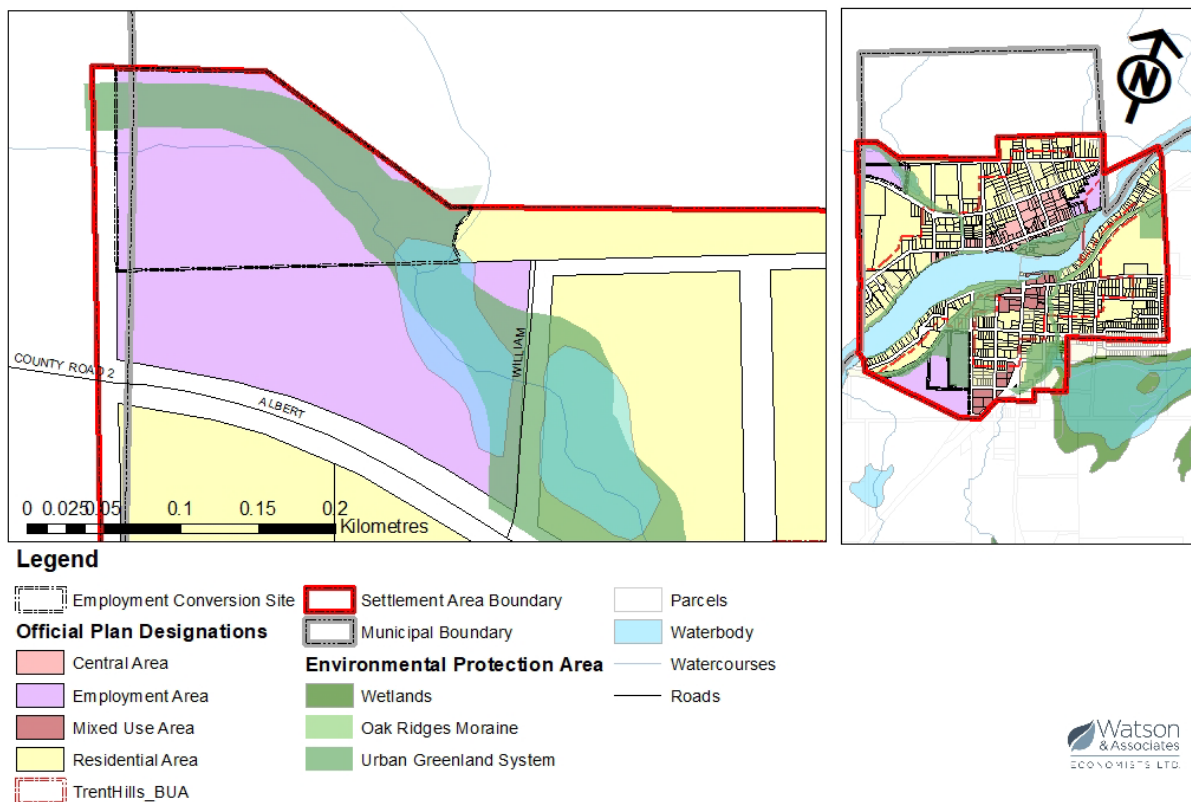 N
COUNTY ROAD 2
ALBERT
WILLIAM
0 0.025 0.05 0.1 0.15 0.2
Kilometres
Legend
Employment Conversion Site
Official Plan Designations
Central Area
Employment Area
Mixed Use Area
Residential Area
TrentHills_BUA
Settlement Area Boundary
Municipal Boundary
Environmental Protection Area
Wetlands
Oak Ridges Moraine
Urban Greenland System
Parcels
Waterbody
Watercourses
Roads
Watson
& Associates
ECONOMISTS LTD.